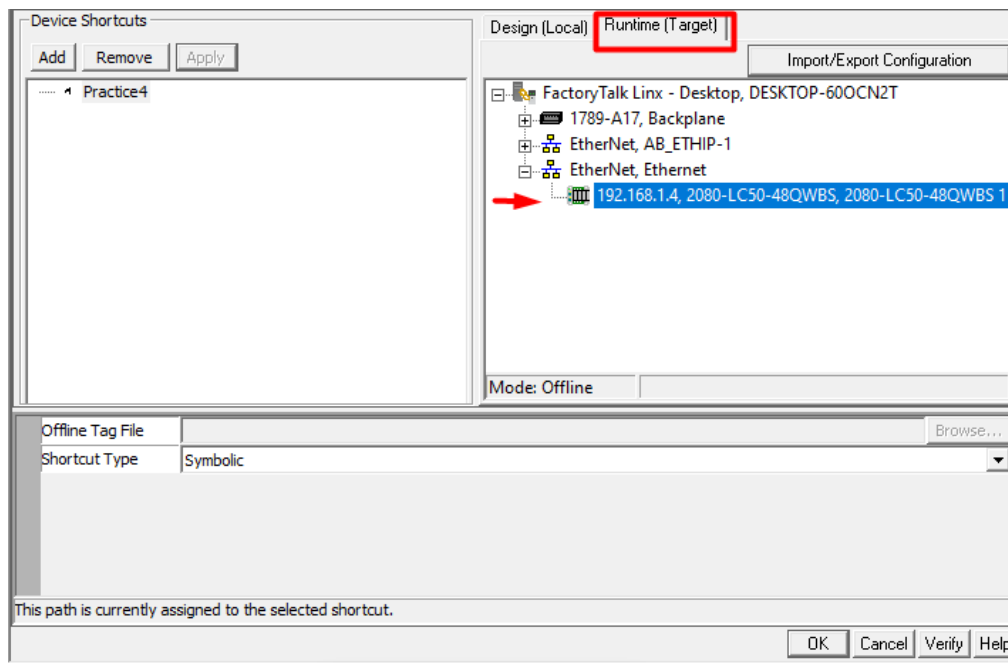 Device Shortcuts
Add Remove Apply
Practice4
Design (Local) Runtime (Target)
Import/Export Configuration
FactoryTalk Linx - Desktop, DESKTOP-60OCN2T
1789-A17, Backplane
EtherNet, AB_ETHIP-1
EtherNet, Ethernet
192.168.1.4, 2080-LC50-48QWBS, 2080-LC50-48QWBS 1
Mode: Offline
Offline Tag File Browse...
Shortcut Type Symbolic
This path is currently assigned to the selected shortcut.
OK Cancel Verify Help